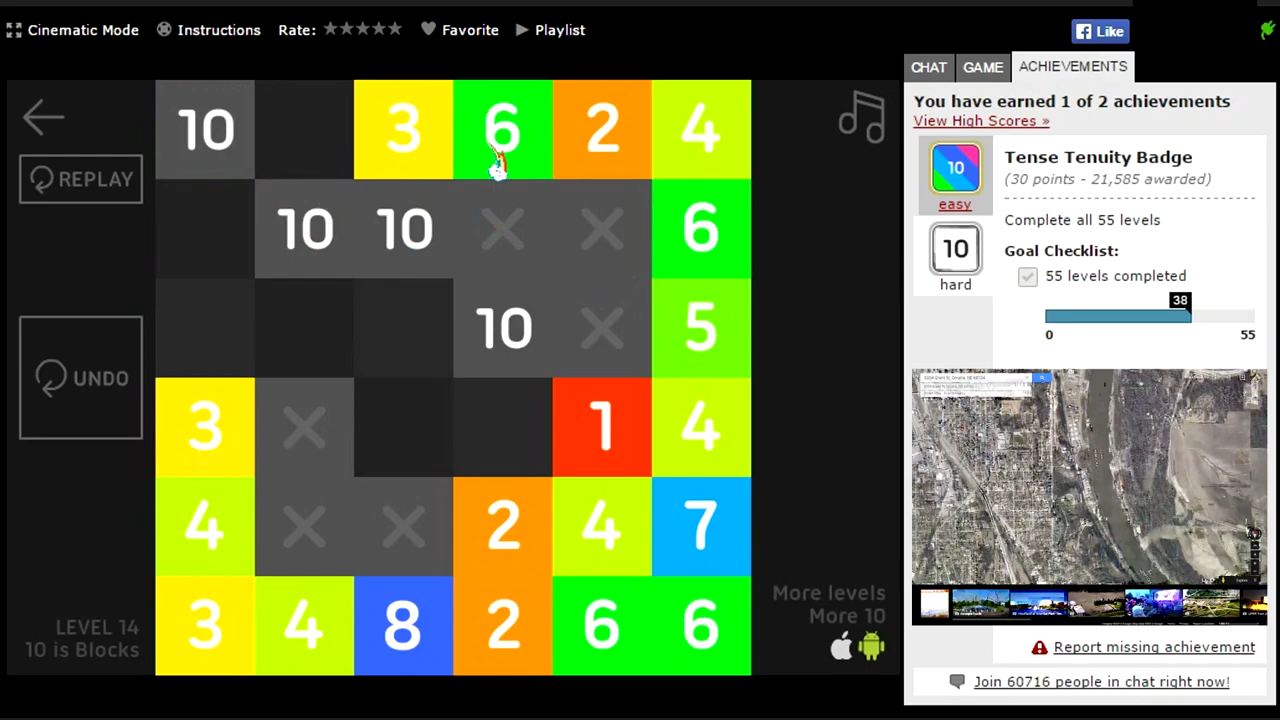 Cinematic Mode Instructions Rate: Favorite Playlist
Like
CHAT GAME ACHIEVEMENTS
You have earned 1 of 2 achievements
View High Scores »
10
easy
Tense Tenuity Badge
(30 points - 21,585 awarded)
Complete all 55 levels
10
hard
Goal Checklist:
55 levels completed
38
0 55
REPLAY
UNDO
10 3 6 2 4
10 10 × × 6
10 × 5
3 × 1 4
4 × × 2 4 7
3 4 8 2 6 6
LEVEL 14
10 is Blocks
More levels
More 10
Report missing achievement
Join 60716 people in chat right now!